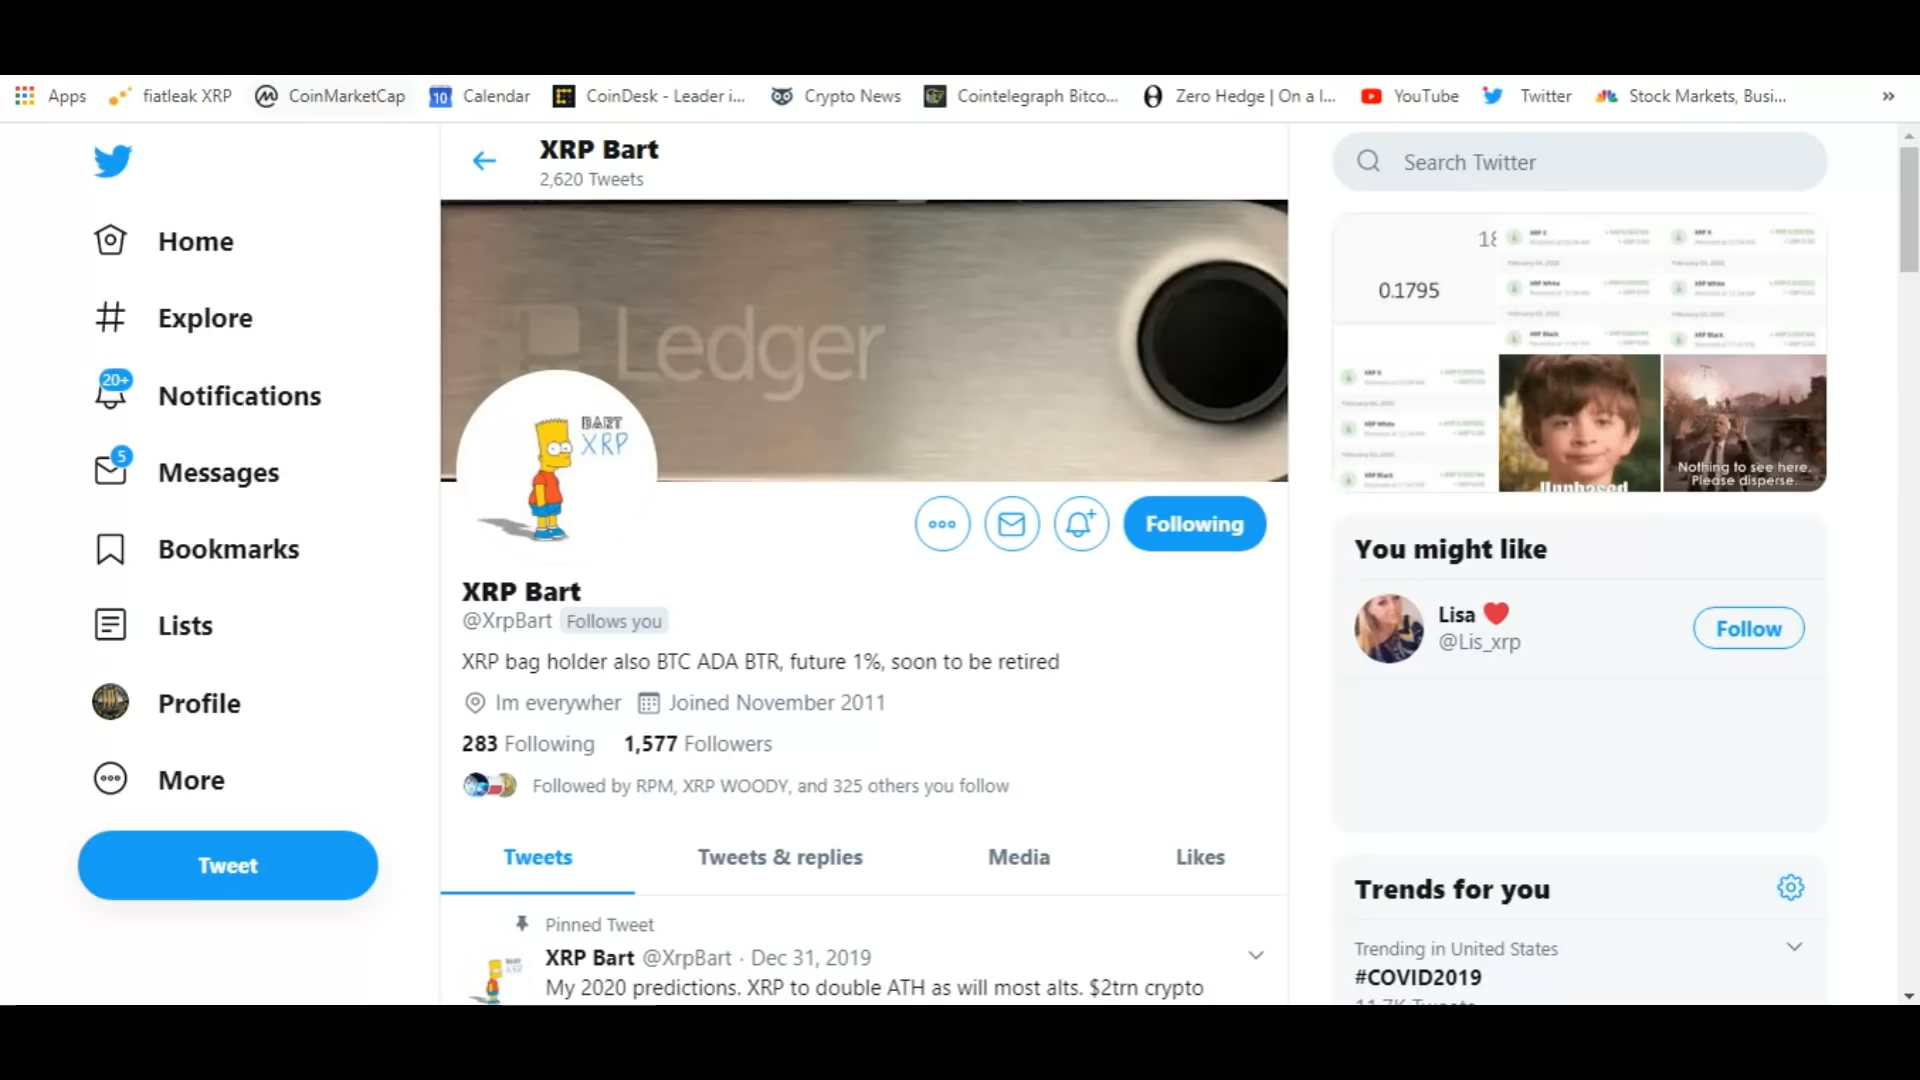 Apps fiatleak XRP CoinMarketCap 10 Calendar CoinDesk - Leader i... Crypto News Cointelegraph Bitco... Zero Hedge | On a l... YouTube Twitter Stock Markets, Busi... »
XRP Bart
2,620 Tweets
Search Twitter
Home
Explore
20+
Notifications
5
Messages
Bookmarks
Lists
Profile
More
Tweet
Ledger
BART
XRP
Following
XRP Bart
@XrpBart Follows you
XRP bag holder also BTC ADA BTR, future 1%, soon to be retired
Im everywher Joined November 2011
283 Following 1,577 Followers
Followed by RPM, XRP WOODY, and 325 others you follow
Tweets Tweets & replies Media Likes
Pinned Tweet
XRP Bart @XrpBart · Dec 31, 2019
My 2020 predictions. XRP to double ATH as will most alts. $2trn crypto
0.1795
Nothing to see here.
Please disperse.
You might like
Lisa
@Lis_xrp
Follow
Trends for you
Trending in United States
#COVID2019